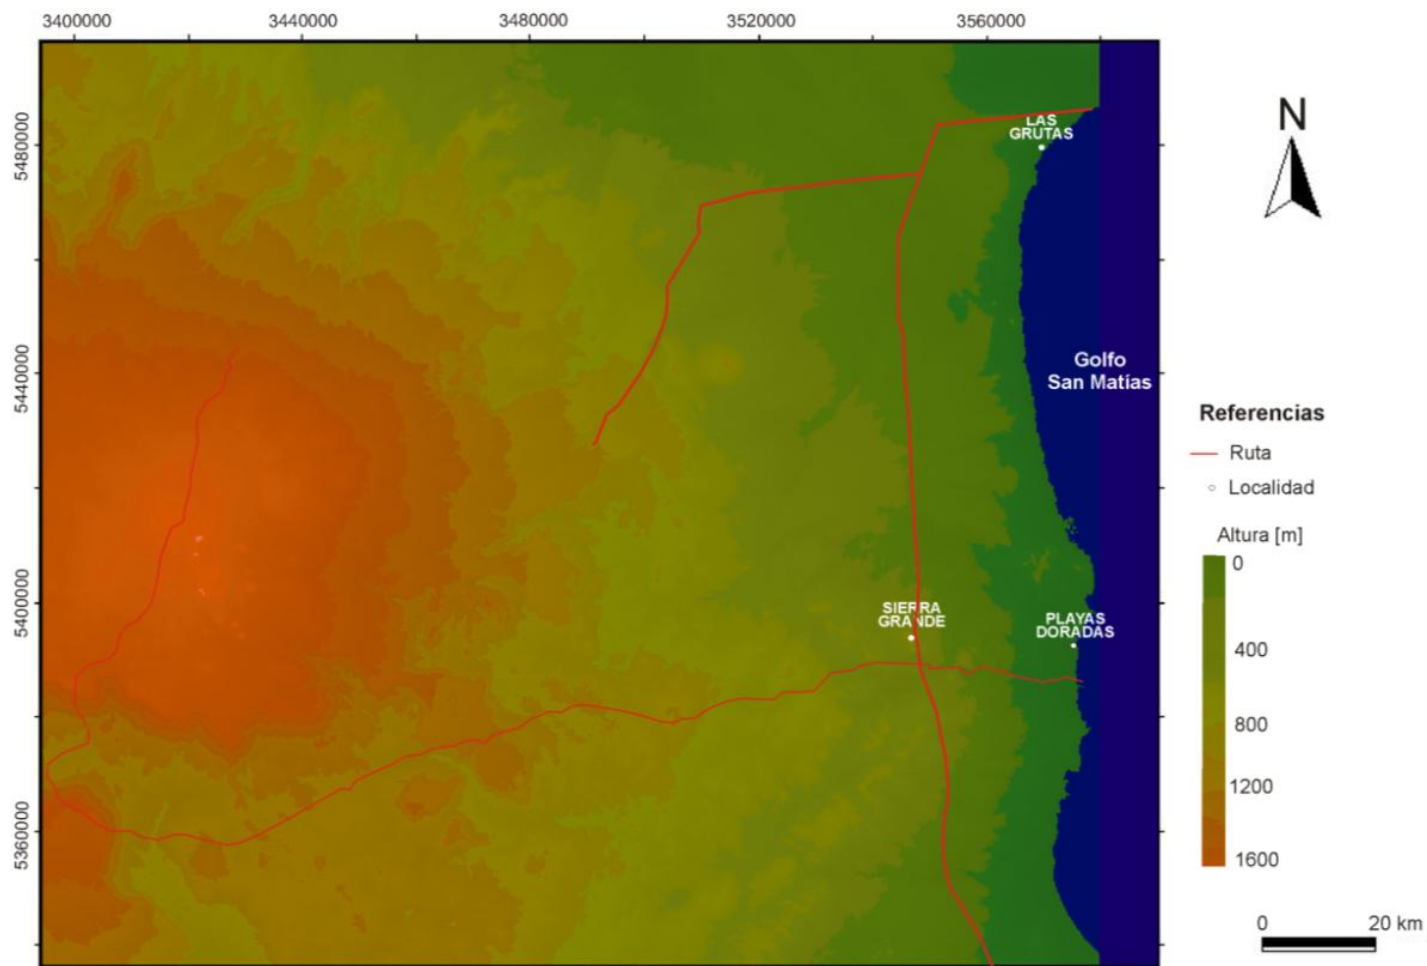 3400000
3440000
3480000
3520000
3560000
5480000
5440000
5400000
5360000
LAS
GRUTAS
Golfo
San Matías
SIERRA
GRANDE
PLAYAS
DORADAS
N
Referencias
Ruta
Localidad
Altura [m]
0
400
800
1200
1600
0
20 km